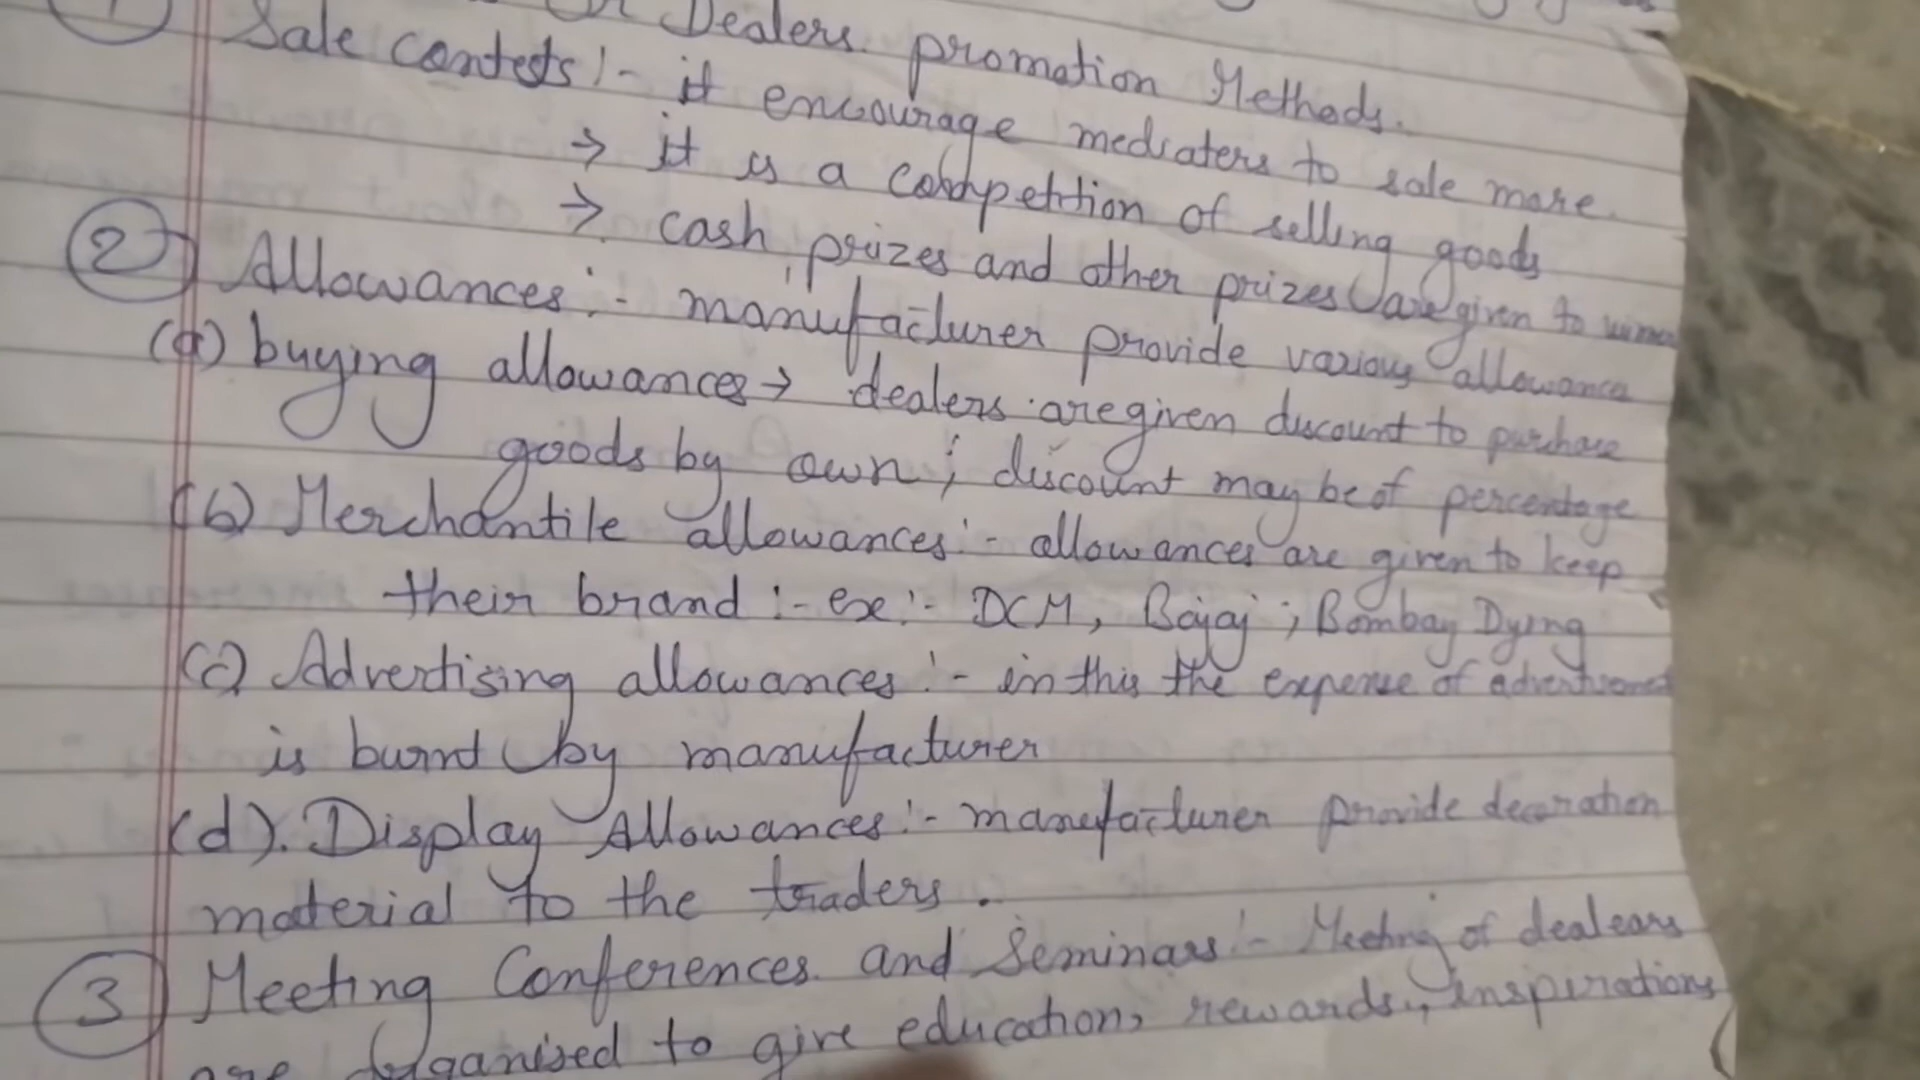 or Dealers promotion Methods.
① Sale contests :- it encourage mediaters to sale more.
→ it is a competition of selling goods
→ cash prizes and other prizes are given to
② Allowances :- manufacturer provide various allowance
(a) buying allowances → dealers are given discount to purchase
goods by own ; discount may be of percentage
(b) Merchantile allowances :- allowances are given to keep
their brand :- ex :- DCM, Bajaj ; Bombay Dying
(c) Advertising allowances :- in this the expense of
is burnt by manufacturer
(d). Display Allowances :- manufacturer provide decoration
material to the traders.
③ Meeting Conferences and Seminars :- Meeting of dealears
are organised to give education, rewards, inspirations